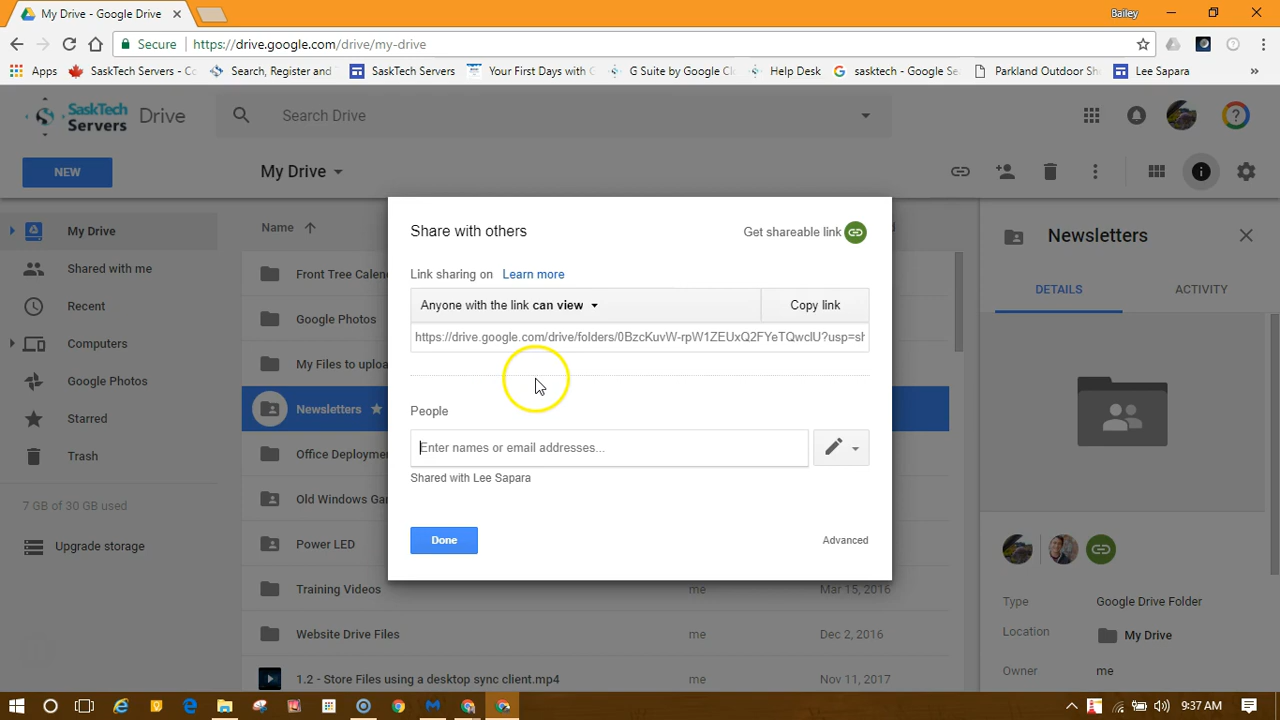 My Drive - Google Drive
Bailey
Secure
https://drive.google.com/drive/my-drive
Apps
SaskTech Servers - Co
Search, Register and
SaskTech Servers
Your First Days with G
G Suite by Google Cl
Help Desk
sasktech - Google Se
Parkland Outdoor Sh
Lee Sapara
»
SaskTech
Servers
Drive
Search Drive
?
NEW
My Drive
My Drive
Shared with me
Recent
Computers
Google Photos
Starred
Trash
7 GB of 30 GB used
Upgrade storage
Name
Front Tree Calen
Google Photos
My Files to upload
Newsletters
Office Deployme
Old Windows Gam
Power LED
Training Videos
me
Mar 15, 2016
Website Drive Files
me
Dec 2, 2016
1.2 - Store Files using a desktop sync client.mp4
me
Nov 11, 2017
Share with others
Get shareable link
Link sharing on
Learn more
Anyone with the link can view
Copy link
https://drive.google.com/drive/folders/0BzcKuvW-rpW1ZEUxQ2FYeTQwclU?usp=sh
People
Enter names or email addresses...
Shared with Lee Sapara
Done
Advanced
Newsletters
DETAILS
ACTIVITY
Type
Google Drive Folder
Location
My Drive
Owner
me
9:37 AM